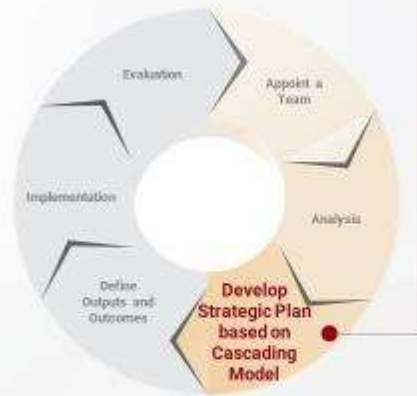 Evaluation
Appoint a
Team
Analysis
Develop
Strategic Plan
based on
Cascading
Model
Define
Outputs and
Outcomes
Implementation